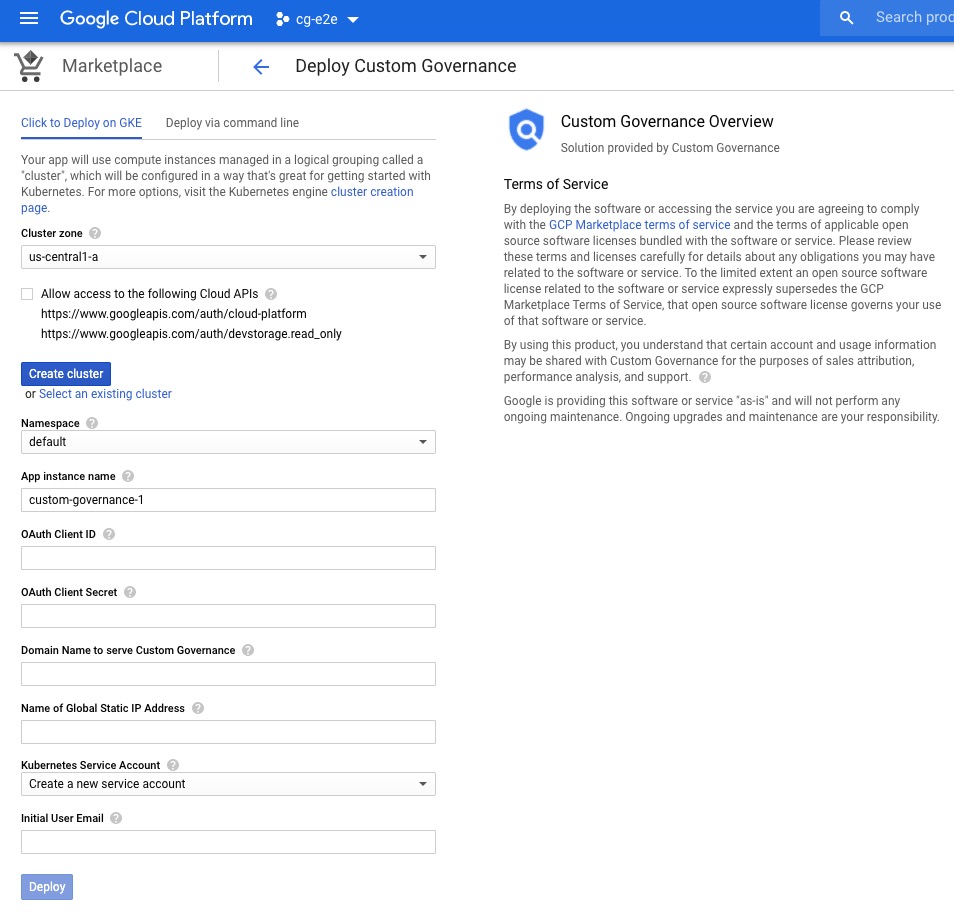 Google Cloud Platform
cg-e2e
Search
Marketplace
Deploy Custom Governance
Click to Deploy on GKE
Deploy via command line
Your app will use compute instances managed in a logical grouping called a
"cluster", which will be configured in a way that's great for getting started with
Kubernetes. For more options, visit the Kubernetes engine cluster creation
page.
Cluster zone ?
us-central1-a
Allow access to the following Cloud APIs ?
https://www.googleapis.com/auth/cloud-platform
https://www.googleapis.com/auth/devstorage.read_only
Create cluster
or Select an existing cluster
Namespace ?
default
App instance name ?
custom-governance-1
OAuth Client ID ?
OAuth Client Secret ?
Domain Name to serve Custom Governance ?
Name of Global Static IP Address ?
Kubernetes Service Account ?
Create a new service account
Initial User Email ?
Deploy
Custom Governance Overview
Solution provided by Custom Governance
Terms of Service
By deploying the software or accessing the service you are agreeing to comply
with the GCP Marketplace terms of service and the terms of applicable open
source software licenses bundled with the software or service. Please review
these terms and licenses carefully for details about any obligations you may have
related to the software or service. To the limited extent an open source software
license related to the software or service expressly supersedes the GCP
Marketplace Terms of Service, that open source software license governs your use
of that software or service.
By using this product, you understand that certain account and usage information
may be shared with Custom Governance for the purposes of sales attribution,
performance analysis, and support. ?
Google is providing this software or service "as-is" and will not perform any
ongoing maintenance. Ongoing upgrades and maintenance are your responsibility.